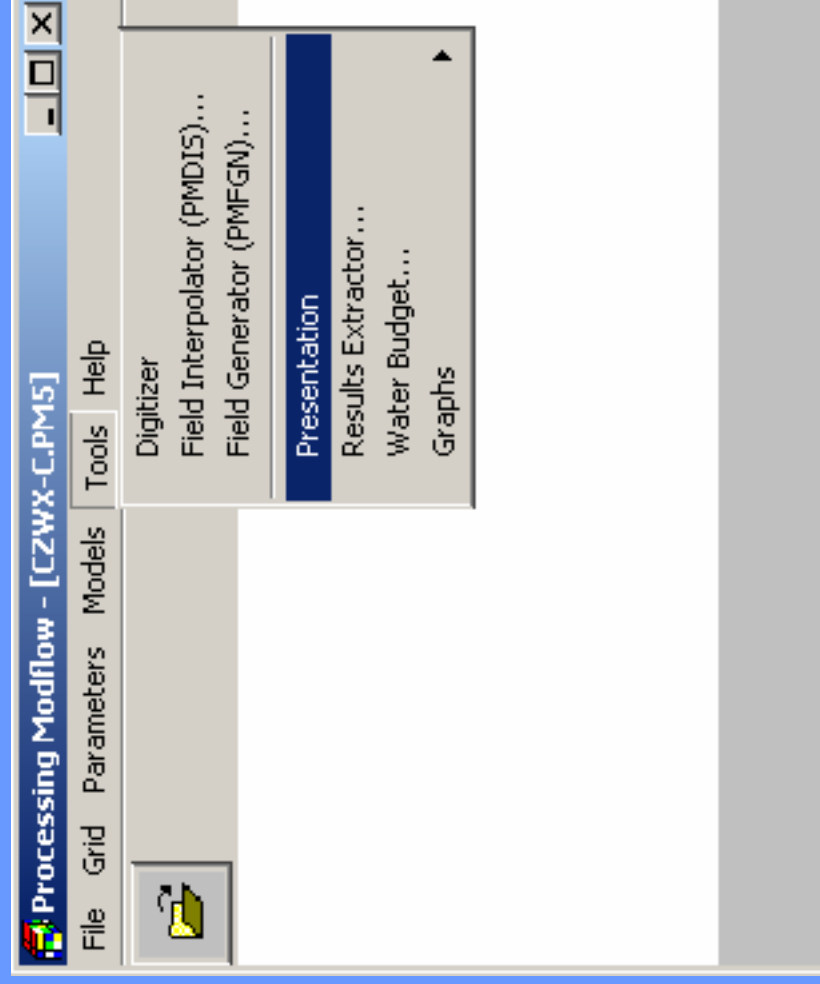 Processing Modflow - [CZWX-C.PM5]
File Grid Parameters Models Tools Help
Digitizer
Field Interpolator (PMDIS)...
Field Generator (PMFGN)...
Presentation
Results Extractor...
Water Budget...
Graphs